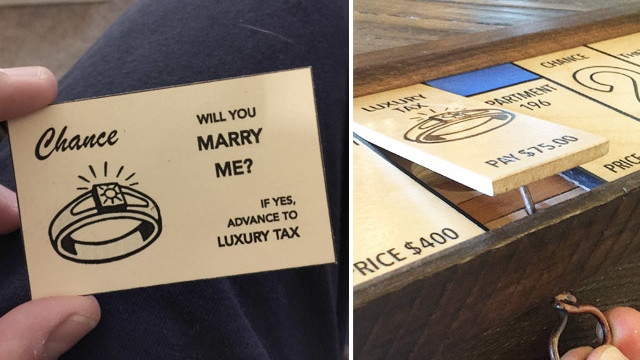 Chance
WILL YOU
MARRY
ME?
IF YES,
ADVANCE TO
LUXURY TAX
LUXURY
TAX
PAY $75.00
PARTMENT
196
CHANCE
?
PRICE
RICE $400